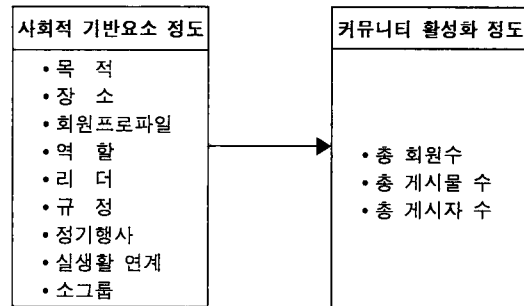 사회적 기반요소 정도
• 목 적
• 장 소
• 회원프로파일
• 역 할
• 리 더
• 규 정
• 정기행사
• 실생활 연계
• 소그룹
커뮤니티 활성화 정도
• 총 회원수
• 총 게시물 수
• 총 게시자 수